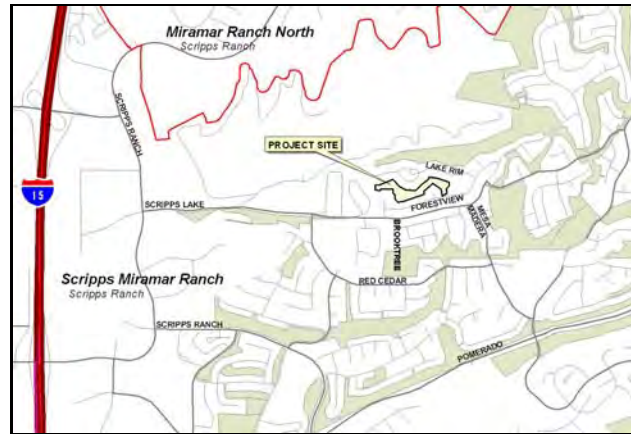 Miramar Ranch North
Scripps Ranch
SCRIPPS RANCH
PROJECT SITE
LAKE RIM
15
SCRIPPS LAKE
FORESTVIEW
MESA
MADERA
BROOKTREE
Scripps Miramar Ranch
Scripps Ranch
RED CEDAR
SCRIPPS RANCH
POMERADO